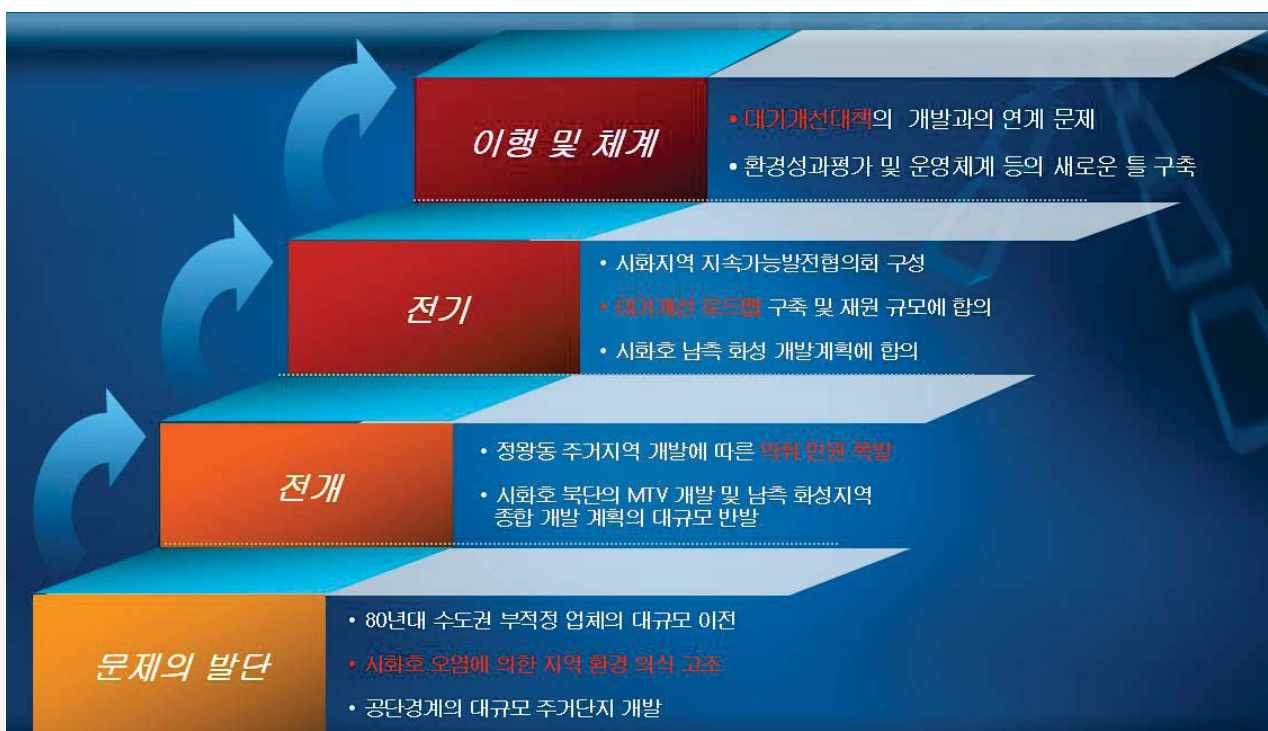 이행 및 체계
• 대기개선대책의 개발과의 연계 문제
• 환경성과평가 및 운영체계 등의 새로운 틀 구축
전기
• 시화지역 지속가능발전협의회 구성
• 대기개선 로드맵 구축 및 재원 규모에 합의
• 시화호 남측 화성 개발계획에 합의
전개
• 정왕동 주거지역 개발에 따른 악취 민원 폭발
• 시화호 북단의 MTV 개발 및 남측 화성지역
종합 개발 계획의 대규모 반발
문제의 발단
• 80년대 수도권 부적정 업체의 대규모 이전
• 시화호 오염에 의한 지역 환경 의식 고조
• 공단경계의 대규모 주거단지 개발